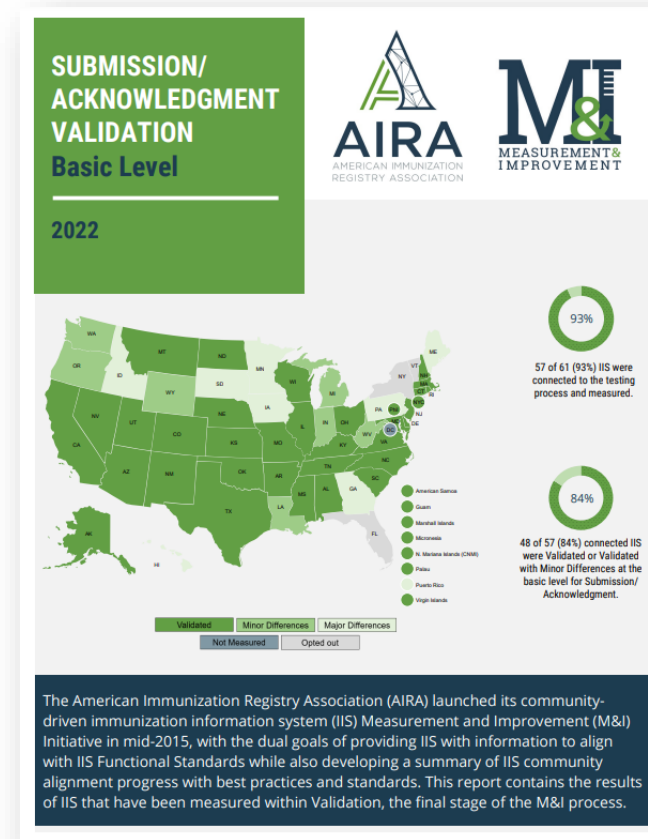 SUBMISSION/
ACKNOWLEDGMENT
VALIDATION
Basic Level
2022
AIRA
AMERICAN IMMUNIZATION
REGISTRY ASSOCIATION
M&I
MEASUREMENT&
IMPROVEMENT
93%
57 of 61 (93%) IIS were
connected to the testing
process and measured.
84%
48 of 57 (84%) connected IIS
were Validated or Validated
with Minor Differences at the
basic level for Submission/
Acknowledgment.
WA
OR
ID
MT
ND
MN
SD
WY
NV
UT
CO
CA
AZ
NM
NE
KS
OK
TX
IA
MO
AR
LA
WI
IL
MI
IN
OH
KY
TN
MS
AL
GA
FL
SC
NC
VA
WV
PA
PHI
NY
NYC
VT
NH
MA
CT
RI
NJ
DE
DC
ME
AK
HI
American Samoa
Guam
Marshall Islands
Micronesia
N. Mariana Islands (CNMI)
Palau
Puerto Rico
Virgin Islands
Validated
Minor Differences
Major Differences
Not Measured
Opted out
The American Immunization Registry Association (AIRA) launched its community-
driven immunization information system (IIS) Measurement and Improvement (M&I)
Initiative in mid-2015, with the dual goals of providing IIS with information to align
with IIS Functional Standards while also developing a summary of IIS community
alignment progress with best practices and standards. This report contains the results
of IIS that have been measured within Validation, the final stage of the M&I process.